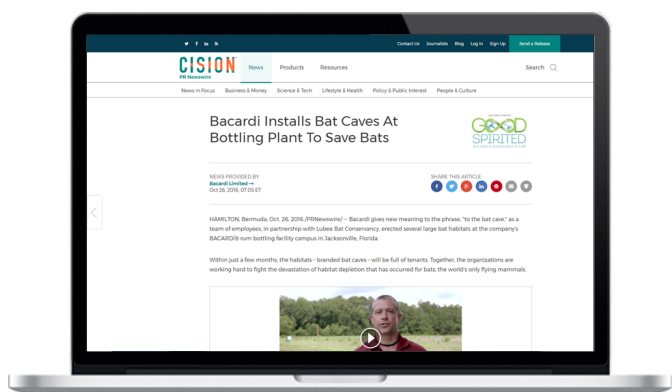 Contact Us Journalists Blog Log In Sign Up Send a Release
CISION
PR Newswire
News Products Resources Search
News in Focus Business & Money Science & Tech Lifestyle & Health Policy & Public Interest People & Culture
Bacardi Installs Bat Caves At
Bottling Plant To Save Bats
GOOD
SPIRITED
NEWS PROVIDED BY
Bacardi Limited →
Oct 26, 2016, 07:05 ET
SHARE THIS ARTICLE
HAMILTON, Bermuda, Oct. 26, 2016 /PRNewswire/ -- Bacardi gives new meaning to the phrase, "to the bat cave," as a
team of employees, in partnership with Lubee Bat Conservancy, erected several large bat habitats at the company's
BACARDÍ® rum bottling facility campus in Jacksonville, Florida.
Within just a few months, the habitats - branded bat caves - will be full of tenants. Together, the organizations are
working hard to fight the devastation of habitat depletion that has occurred for bats, the world's only flying mammals.